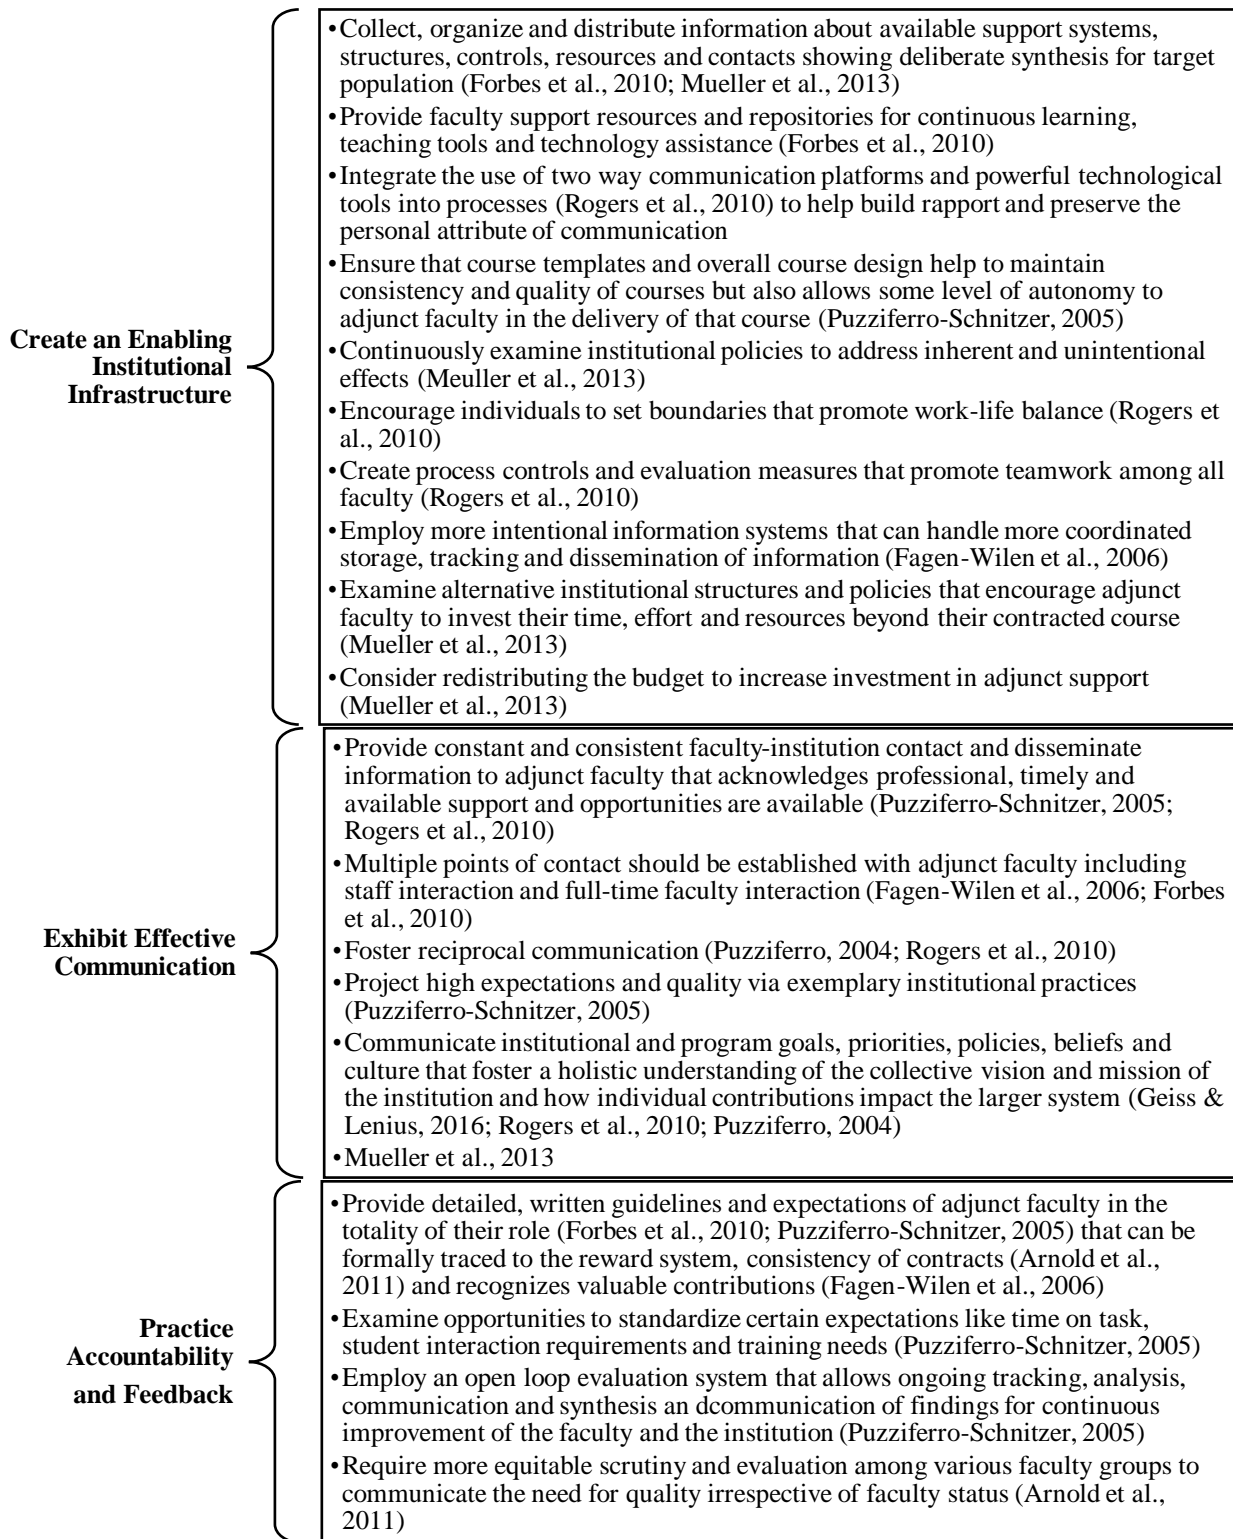 Create an Enabling
Institutional
Infrastructure
•Collect, organize and distribute information about available support systems,
structures, controls, resources and contacts showing deliberate synthesis for target
population (Forbes et al., 2010; Mueller et al., 2013)
•Provide faculty support resources and repositories for continuous learning,
teaching tools and technology assistance (Forbes et al., 2010)
•Integrate the use of two way communication platforms and powerful technological
tools into processes (Rogers et al., 2010) to help build rapport and preserve the
personal attribute of communication
•Ensure that course templates and overall course design help to maintain
consistency and quality of courses but also allows some level of autonomy to
adjunct faculty in the delivery of that course (Puzziferro-Schnitzer, 2005)
•Continuously examine institutional policies to address inherent and unintentional
effects (Meuller et al., 2013)
•Encourage individuals to set boundaries that promote work-life balance (Rogers et
al., 2010)
•Create process controls and evaluation measures that promote teamwork among all
faculty (Rogers et al., 2010)
•Employ more intentional information systems that can handle more coordinated
storage, tracking and dissemination of information (Fagen-Wilen et al., 2006)
•Examine alternative institutional structures and policies that encourage adjunct
faculty to invest their time, effort and resources beyond their contracted course
(Mueller et al., 2013)
•Consider redistributing the budget to increase investment in adjunct support
(Mueller et al., 2013)
Exhibit Effective
Communication
•Provide constant and consistent faculty-institution contact and disseminate
information to adjunct faculty that acknowledges professional, timely and
available support and opportunities are available (Puzziferro-Schnitzer, 2005;
Rogers et al., 2010)
•Multiple points of contact should be established with adjunct faculty including
staff interaction and full-time faculty interaction (Fagen-Wilen et al., 2006; Forbes
et al., 2010)
•Foster reciprocal communication (Puzziferro, 2004; Rogers et al., 2010)
•Project high expectations and quality via exemplary institutional practices
(Puzziferro-Schnitzer, 2005)
•Communicate institutional and program goals, priorities, policies, beliefs and
culture that foster a holistic understanding of the collective vision and mission of
the institution and how individual contributions impact the larger system (Geiss &
Lenius, 2016; Rogers et al., 2010; Puzziferro, 2004)
•Mueller et al., 2013
Practice
Accountability
and Feedback
•Provide detailed, written guidelines and expectations of adjunct faculty in the
totality of their role (Forbes et al., 2010; Puzziferro-Schnitzer, 2005) that can be
formally traced to the reward system, consistency of contracts (Arnold et al.,
2011) and recognizes valuable contributions (Fagen-Wilen et al., 2006)
•Examine opportunities to standardize certain expectations like time on task,
student interaction requirements and training needs (Puzziferro-Schnitzer, 2005)
•Employ an open loop evaluation system that allows ongoing tracking, analysis,
communication and synthesis an dcommunication of findings for continuous
improvement of the faculty and the institution (Puzziferro-Schnitzer, 2005)
•Require more equitable scrutiny and evaluation among various faculty groups to
communicate the need for quality irrespective of faculty status (Arnold et al.,
2011)